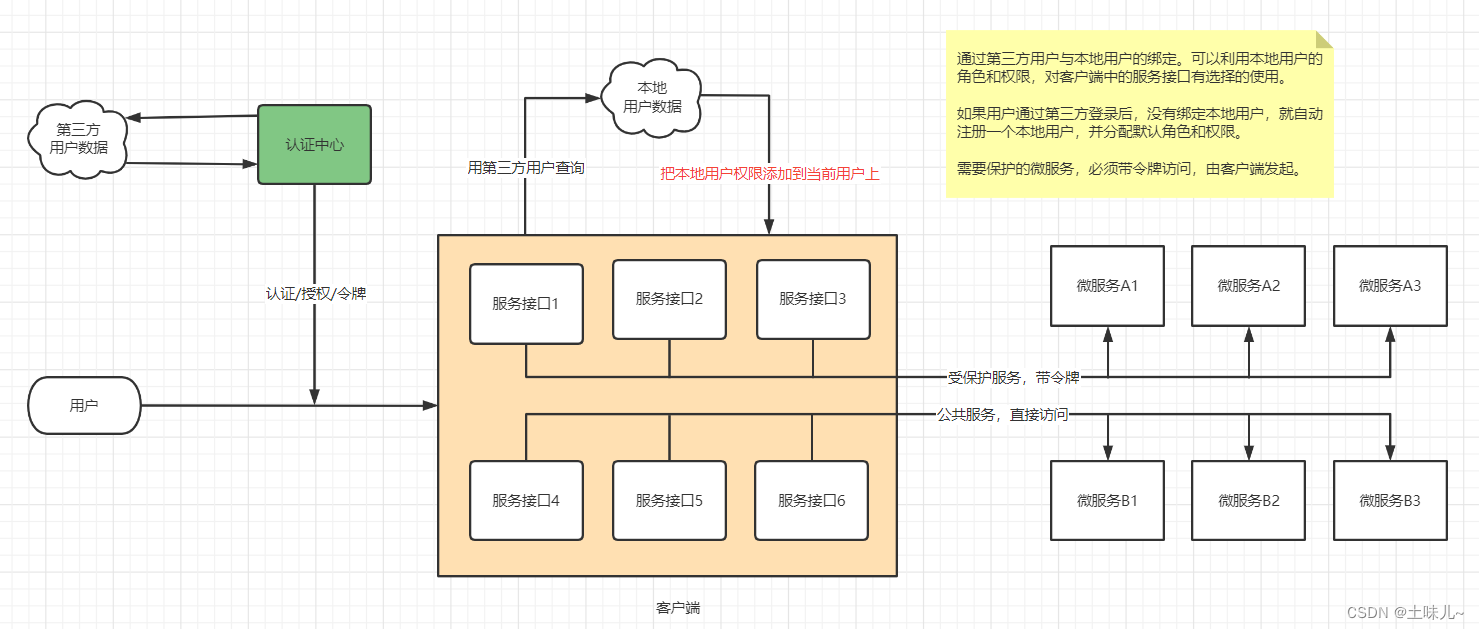 通过第三方用户与本地用户的绑定。可以利用本地用户的
角色和权限，对客户端中的服务接口有选择的使用。
如果用户通过第三方登录后，没有绑定本地用户，就自动
注册一个本地用户，并分配默认角色和权限。
需要保护的微服务，必须带令牌访问，由客户端发起。
第三方
用户数据
认证中心
本地
用户数据
用第三方用户查询
把本地用户权限添加到当前用户上
认证/授权/令牌
用户
服务接口1
服务接口2
服务接口3
微服务A1
微服务A2
微服务A3
受保护服务，带令牌
公共服务，直接访问
服务接口4
服务接口5
服务接口6
微服务B1
微服务B2
微服务B3
客户端
CSDN @土味儿~